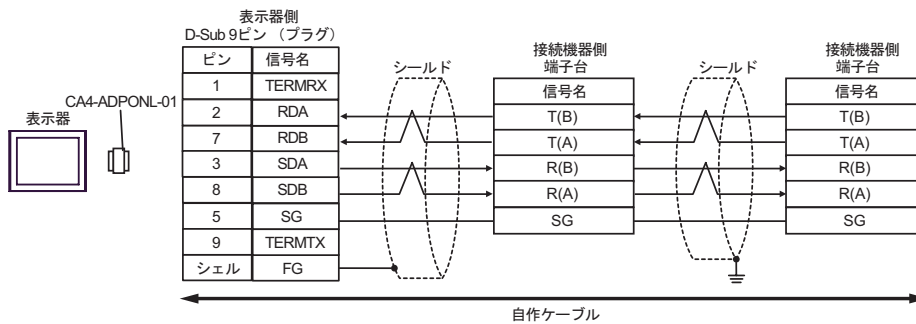 表示器側
D-Sub 9ピン （プラグ）
ピン 信号名
1 TERMRX
2 RDA
7 RDB
3 SDA
8 SDB
5 SG
9 TERMTX
シェル FG
CA4-ADPONL-01
表示器
シールド
接続機器側
端子台
信号名
T(B)
T(A)
R(B)
R(A)
SG
シールド
接続機器側
端子台
信号名
T(B)
T(A)
R(B)
R(A)
SG
自作ケーブル